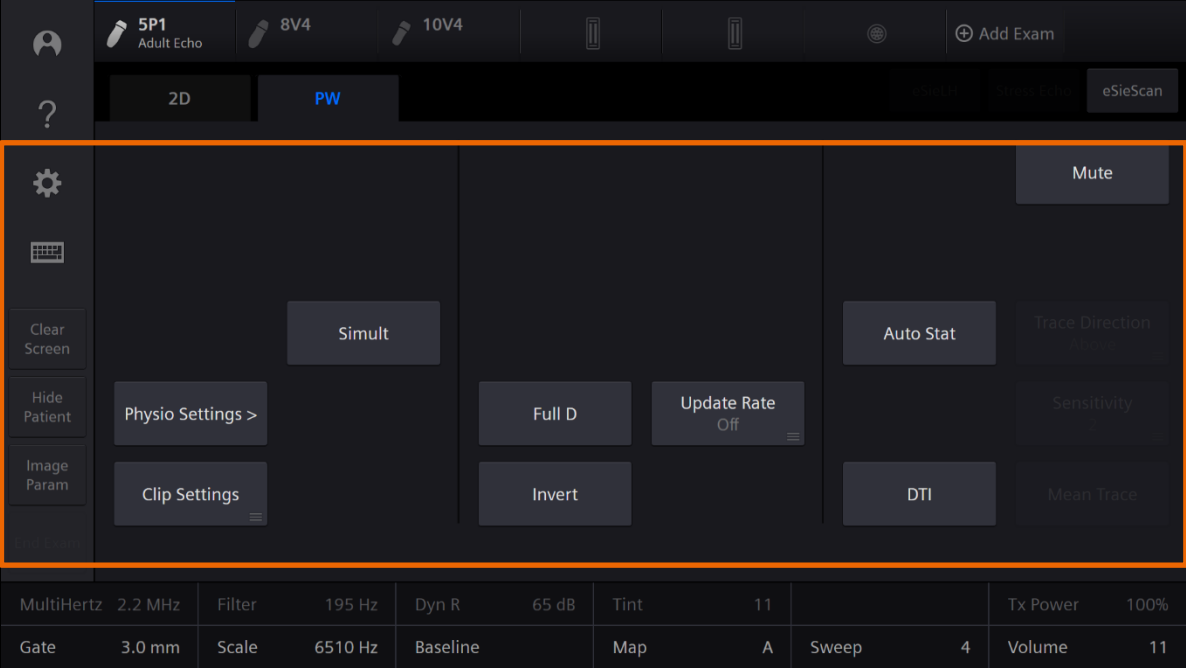 5P1
Adult Echo
8V4
10V4
Add Exam
2D
PW
Stress Echo
eSieScan
Mute
Clear
Screen
Simult
Auto Stat
Trace Direction
Hide
Patient
Physio Settings >
Full D
Update Rate
Off
Sensitivity
2
Image
Param
Clip Settings
Invert
DTI
Mean Trace
MultiHertz 2.2 MHz
Filter 195 Hz
Dyn R 65 dB
Tint 11
Tx Power 100%
Gate 3.0 mm
Scale 6510 Hz
Baseline
Map A
Sweep 4
Volume 11